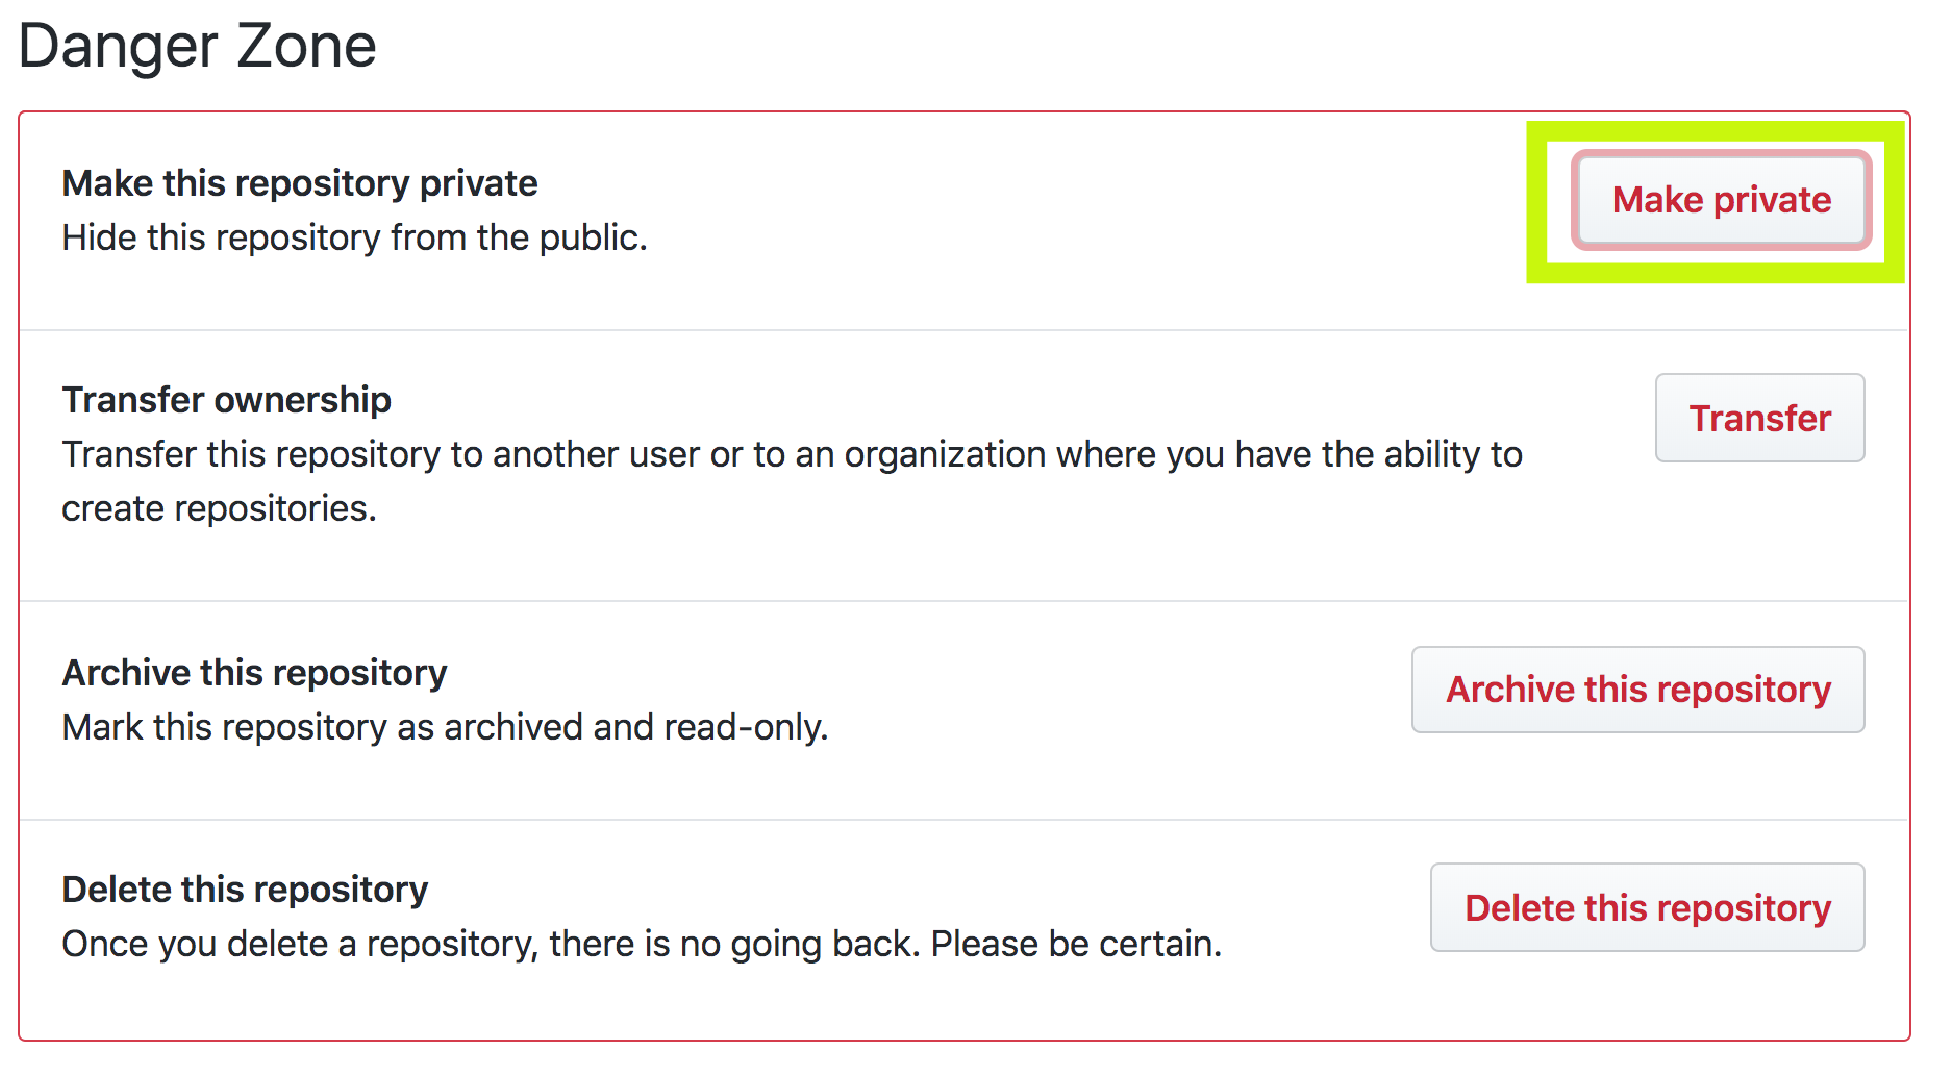 Danger Zone
Make this repository private
Hide this repository from the public.
Make private
Transfer ownership
Transfer this repository to another user or to an organization where you have the ability to
create repositories.
Transfer
Archive this repository
Mark this repository as archived and read-only.
Archive this repository
Delete this repository
Once you delete a repository, there is no going back. Please be certain.
Delete this repository